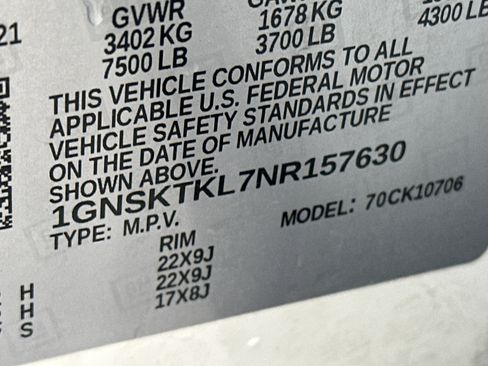 21 GVWR
3402 KG 1678 KG
7500 LB 3700 LB 4300 LB
THIS VEHICLE CONFORMS TO ALL
APPLICABLE U.S. FEDERAL MOTOR
VEHICLE SAFETY STANDARDS IN EFFECT
ON THE DATE OF MANUFACTURE
SHOWN ABOVE.
1GNSKTKL7NR157630
TYPE: M.P.V. MODEL: 70CK10706
RIM
H 22X9J
H 22X9J
S 17X8J